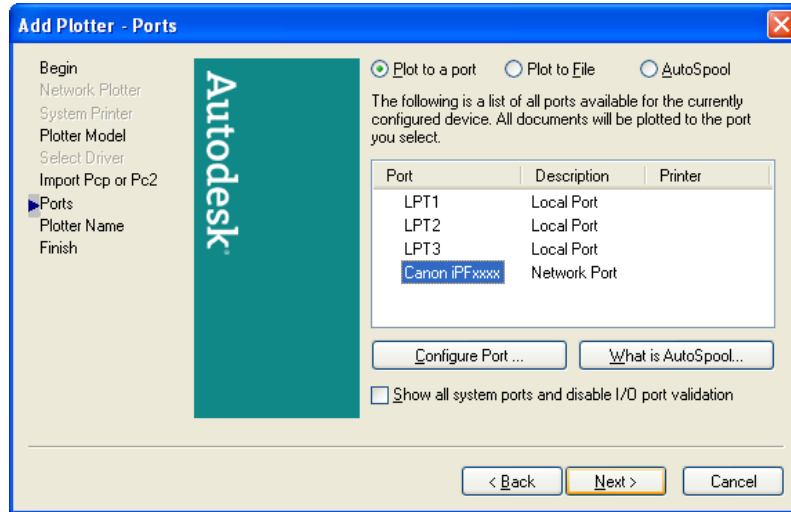 Add Plotter - Ports
Begin
Network Plotter
System Printer
Plotter Model
Select Driver
Import Pcp or Pc2
Ports
Plotter Name
Finish
Autodesk
Plot to a port Plot to File AutoSpool
The following is a list of all ports available for the currently
configured device. All documents will be plotted to the port
you select.
Port Description Printer
LPT1 Local Port
LPT2 Local Port
LPT3 Local Port
Canon iPFxxxx Network Port
Configure Port ... What is AutoSpool...
Show all system ports and disable I/O port validation
< Back Next > Cancel